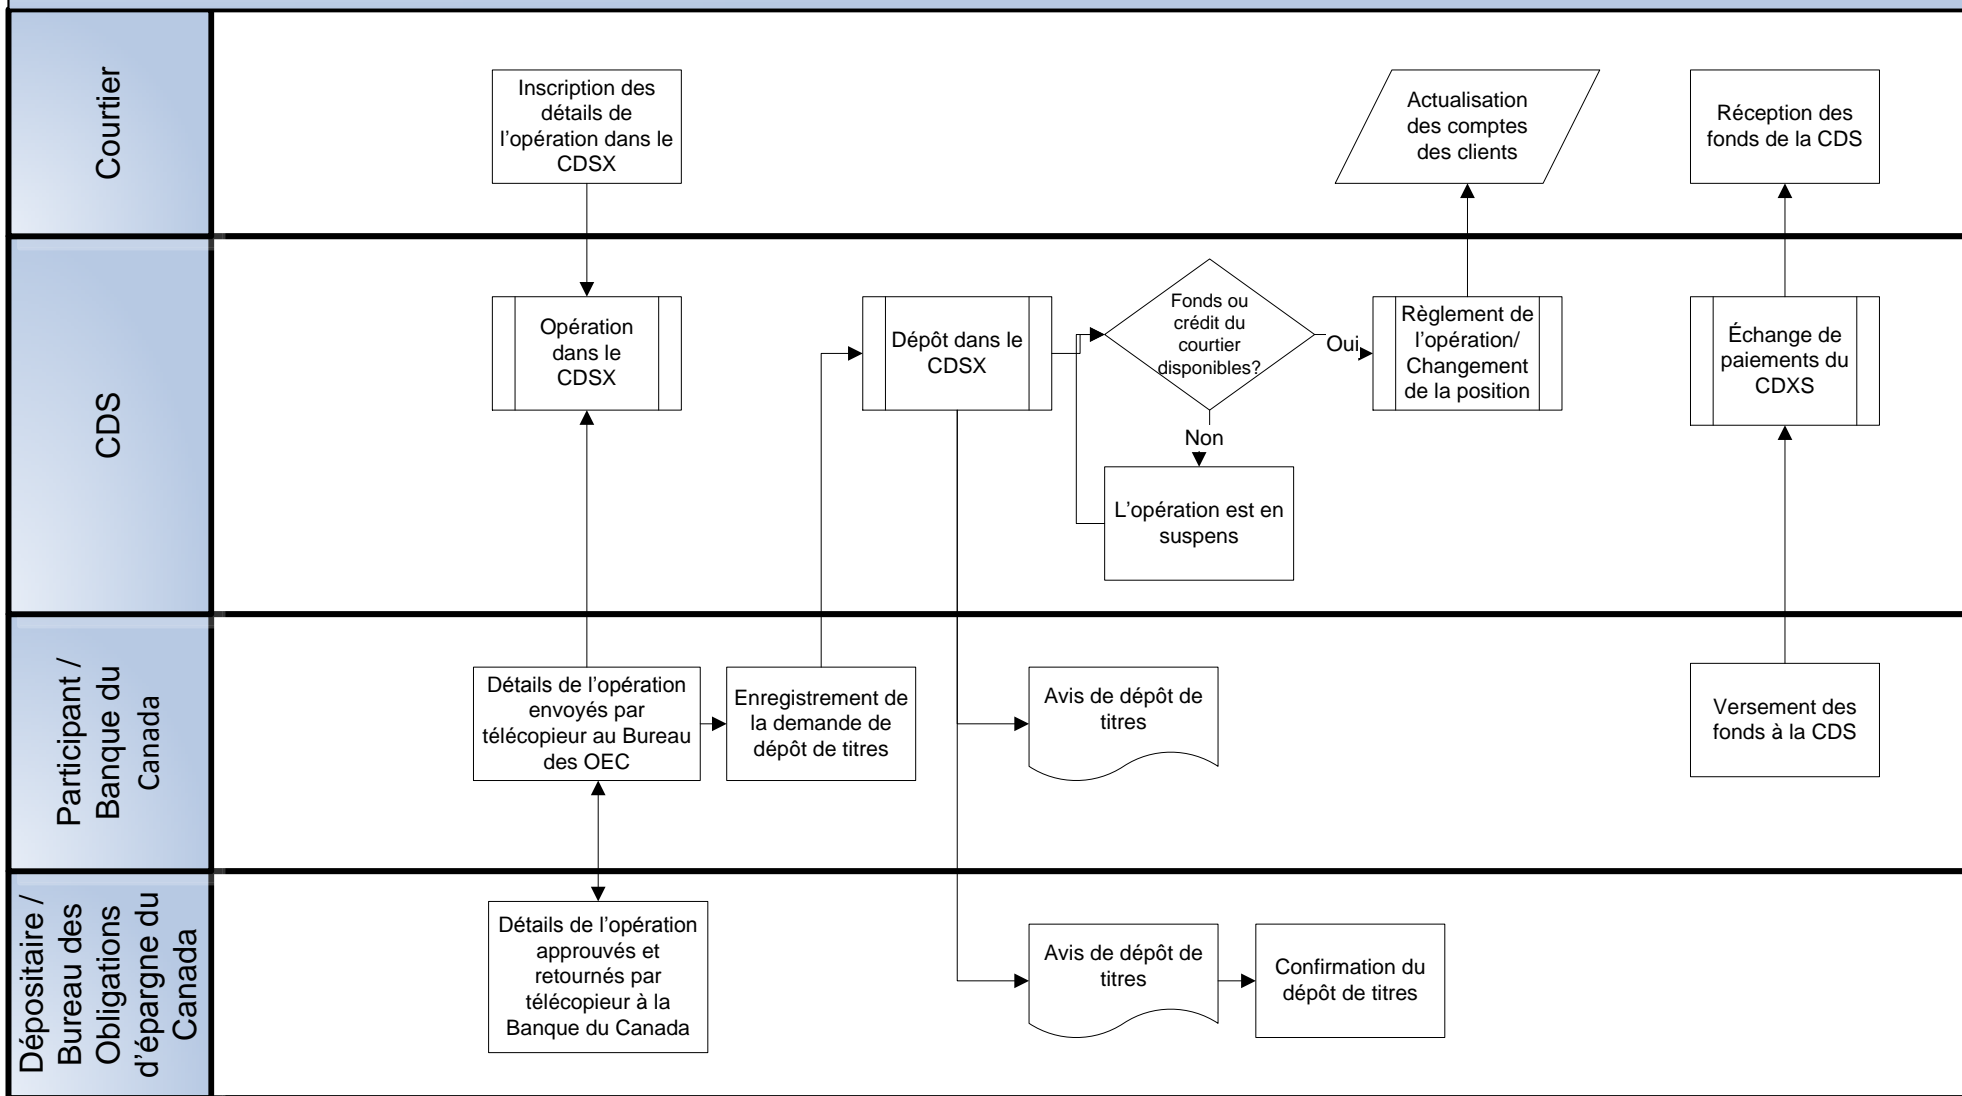 Courtier
Inscription des
détails de
l’opération dans le
CDSX
Actualisation
des comptes
des clients
Réception des
fonds de la CDS
CDS
Opération
dans le
CDSX
Dépôt dans le
CDSX
Fonds ou
crédit du
courtier
disponibles?
Oui
Non
Règlement de
l’opération/
Changement
de la position
Échange de
paiements du
CDXS
L’opération est en
suspens
Participant /
Banque du
Canada
Détails de l’opération
envoyés par
télécopieur au Bureau
des OEC
Enregistrement de
la demande de
dépôt de titres
Avis de dépôt de
titres
Versement des
fonds à la CDS
Dépositaire /
Bureau des
Obligations
d’épargne du
Canada
Détails de l’opération
approuvés et
retournés par
télécopieur à la
Banque du Canada
Avis de dépôt de
titres
Confirmation du
dépôt de titres